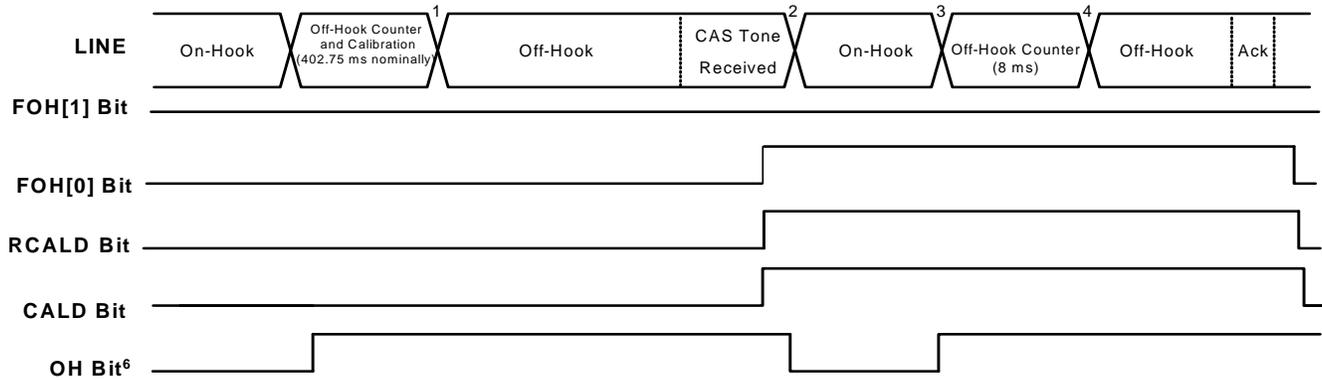 1 2 3 4
LINE
On-Hook
Off-Hook Counter
and Calibration
(402.75 ms nominally)
Off-Hook
CAS Tone
Received
On-Hook
Off-Hook Counter
(8 ms)
Off-Hook
Ack
FOH[1] Bit
FOH[0] Bit
RCALD Bit
CALD Bit
OH Bit⁶